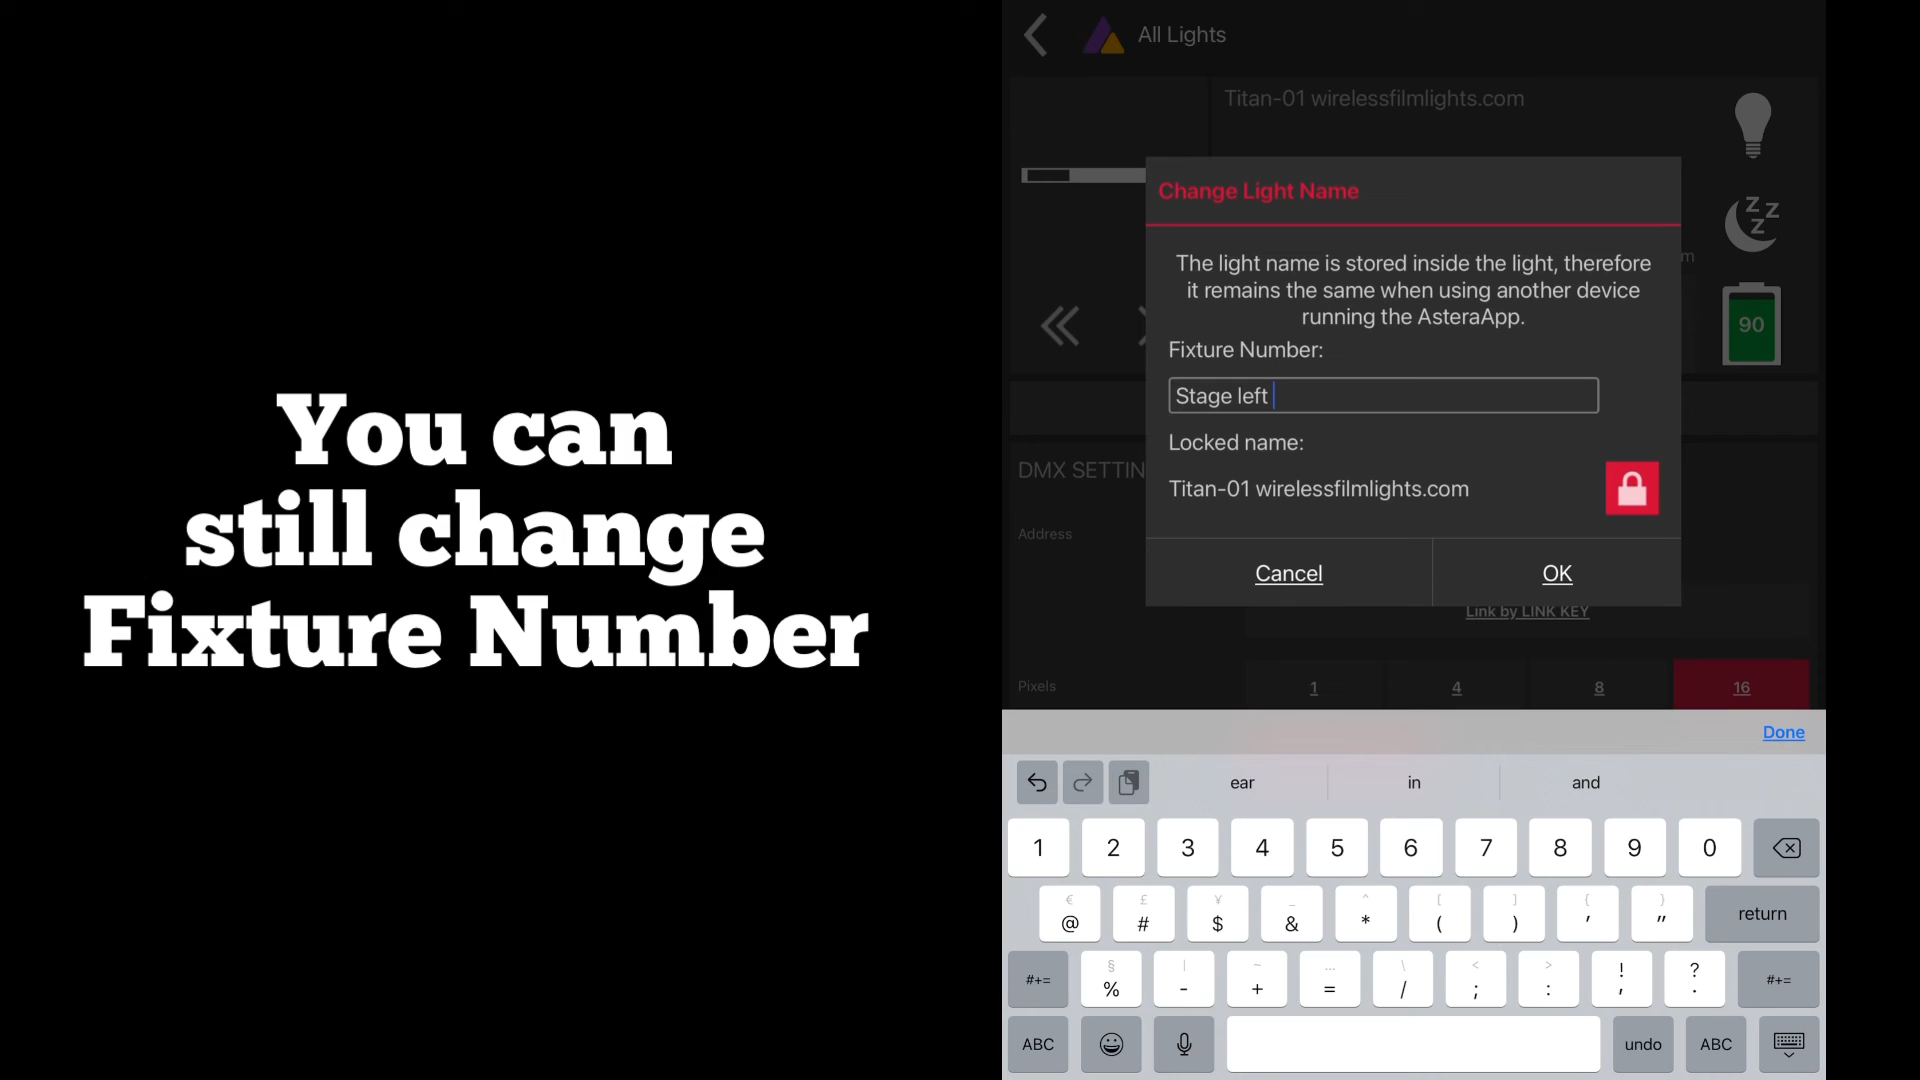 You can
still change
Fixture Number
All Lights
Titan-01 wirelessfilmlights.com
Change Light Name
The light name is stored inside the light, therefore
it remains the same when using another device
running the AsteraApp.
m
90
Fixture Number:
Stage left
Locked name:
DMX SETTIN
Titan-01 wirelessfilmlights.com
Address
Cancel OK
Link by LINK KEY
Pixels 1 4 8 16
Done
ear in and
1 2 3 4 5 6 7 8 9 0
€ £ ¥ _ ^ [ ] { }
@ # $ & * ( ) ' " return
§ | ~ … \ < > ! ?
#+= % - + = / ; : , . #+=
ABC undo ABC